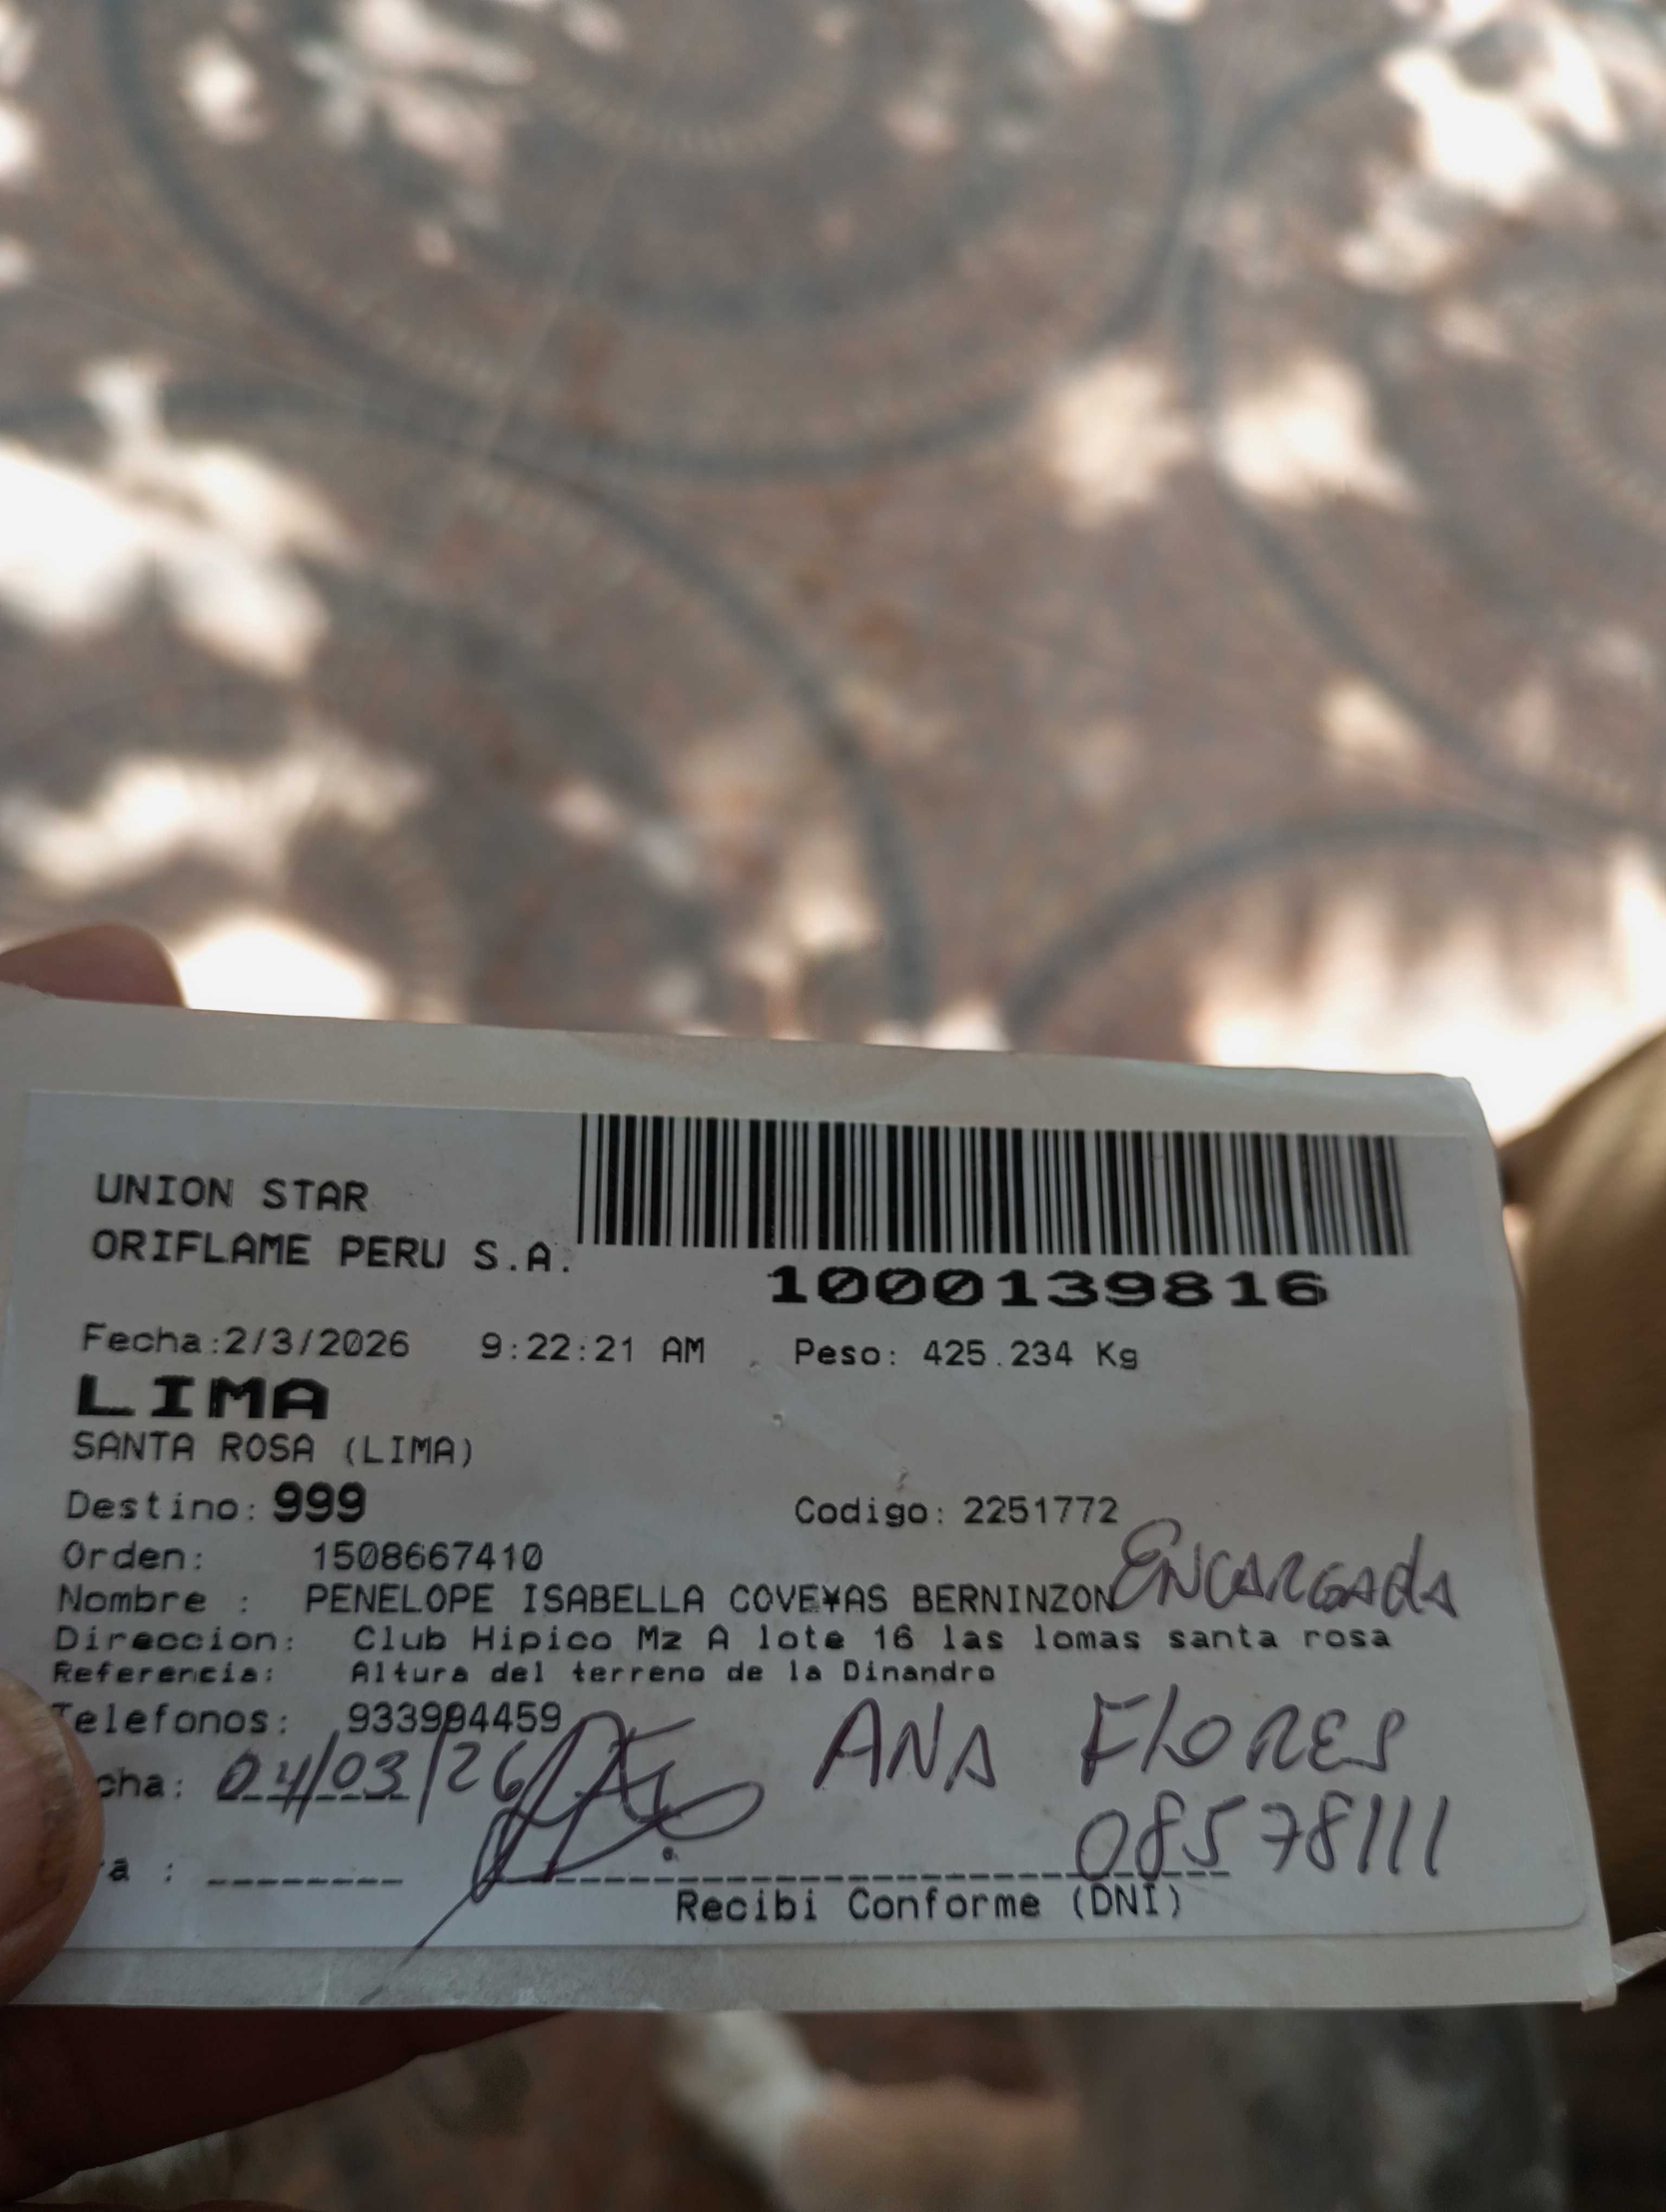 UNION STAR
ORIFLAME PERU S.A.
1000139816
Fecha:2/3/2026 9:22:21 AM Peso: 425.234 Kg
LIMA
SANTA ROSA (LIMA)
Destino: 999 Codigo: 2251772
Orden: 1508667410
Nombre : PENELOPE ISABELLA COVE¥AS BERNINZON ENCARGADA
Direccion: Club Hipico Mz A lote 16 las lomas santa rosa
Referencia: Altura del terreno de la Dinandro
Telefonos: 933994459
ANA FLORES
cha: 04/03/26
08578111
a :
Recibi Conforme (DNI)